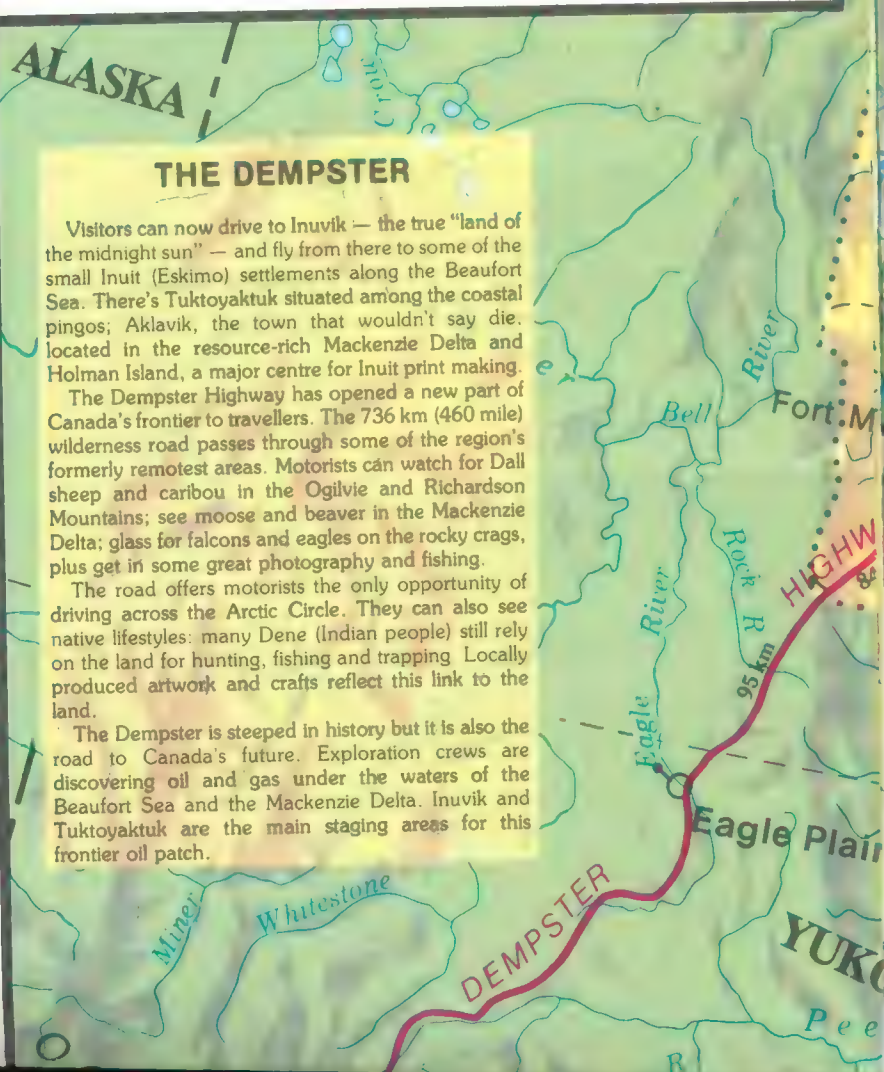 ALASKA
Crow
THE DEMPSTER
Visitors can now drive to Inuvik — the true “land of
the midnight sun” — and fly from there to some of the
small Inuit (Eskimo) settlements along the Beaufort
Sea. There's Tuktoyaktuk situated among the coastal
pingos; Aklavik, the town that wouldn't say die,
located in the resource-rich Mackenzie Delta and
Holman Island, a major centre for Inuit print making.
The Dempster Highway has opened a new part of
Canada's frontier to travellers. The 736 km (460 mile)
wilderness road passes through some of the region's
formerly remotest areas. Motorists can watch for Dall
sheep and caribou in the Ogilvie and Richardson
Mountains; see moose and beaver in the Mackenzie
Delta; glass for falcons and eagles on the rocky crags,
plus get in some great photography and fishing.
The road offers motorists the only opportunity of
driving across the Arctic Circle. They can also see
native lifestyles: many Dene (Indian people) still rely
on the land for hunting, fishing and trapping Locally
produced artwork and crafts reflect this link to the
land.
The Dempster is steeped in history but it is also the
road to Canada's future. Exploration crews are
discovering oil and gas under the waters of the
Beaufort Sea and the Mackenzie Delta. Inuvik and
Tuktoyaktuk are the main staging areas for this
frontier oil patch.
e
Bell
River
Fort M
Rock R
Eagle River
HIGHW
&
95 km
Eagle Plain
DEMPSTER
Miner
Whitestone
YUKO
Pee
R